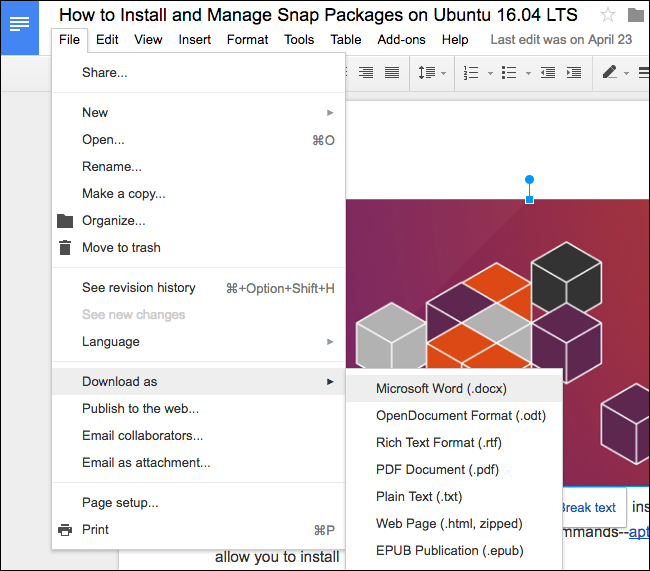 How to Install and Manage Snap Packages on Ubuntu 16.04 LTS
File Edit View Insert Format Tools Table Add-ons Help Last edit was on April 23
Share...
New
Open... ⌘O
Rename...
Make a copy...
Organize...
Move to trash
See revision history ⌘+Option+Shift+H
See new changes
Language
Download as
Microsoft Word (.docx)
Publish to the web...
OpenDocument Format (.odt)
Email collaborators...
Rich Text Format (.rtf)
Email as attachment...
PDF Document (.pdf)
Page setup...
Plain Text (.txt)
Break text ins
Print ⌘P
Web Page (.html, zipped)
mmands--apt
EPUB Publication (.epub)
allow you to install